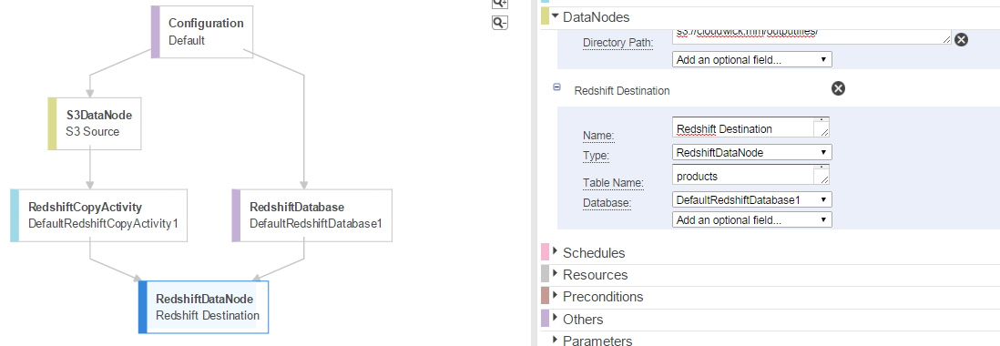 Configuration
Default
S3DataNode
S3 Source
RedshiftCopyActivity
DefaultRedshiftCopyActivity1
RedshiftDatabase
DefaultRedshiftDatabase1
RedshiftDataNode
Redshift Destination
DataNodes
s3://cloudwick.mm/outputfiles/
Directory Path:
Add an optional field...
Redshift Destination
Name:
Redshift Destination
Type:
RedshiftDataNode
Table Name:
products
Database:
DefaultRedshiftDatabase1
Add an optional field...
Schedules
Resources
Preconditions
Others
Parameters